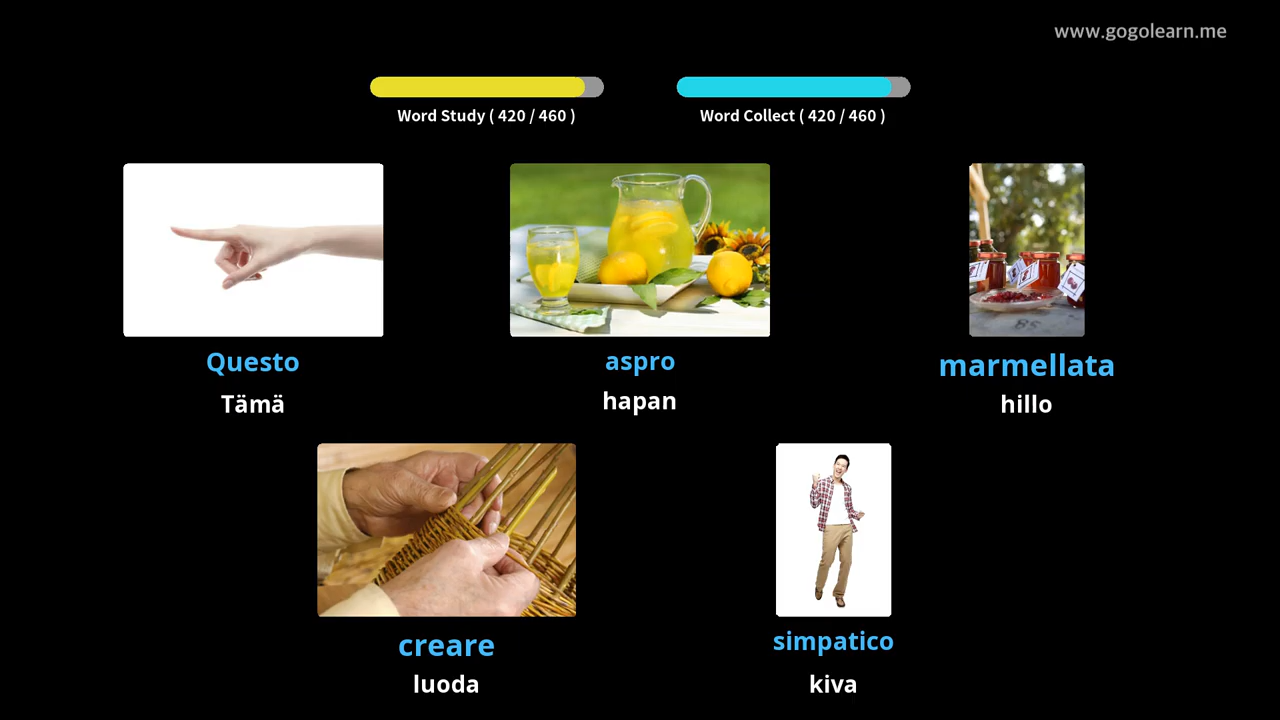 www.gogolearn.me
Word Study ( 420 / 460 )
Word Collect ( 420 / 460 )
Questo
Tämä
aspro
hapan
marmellata
hillo
creare
luoda
simpatico
kiva